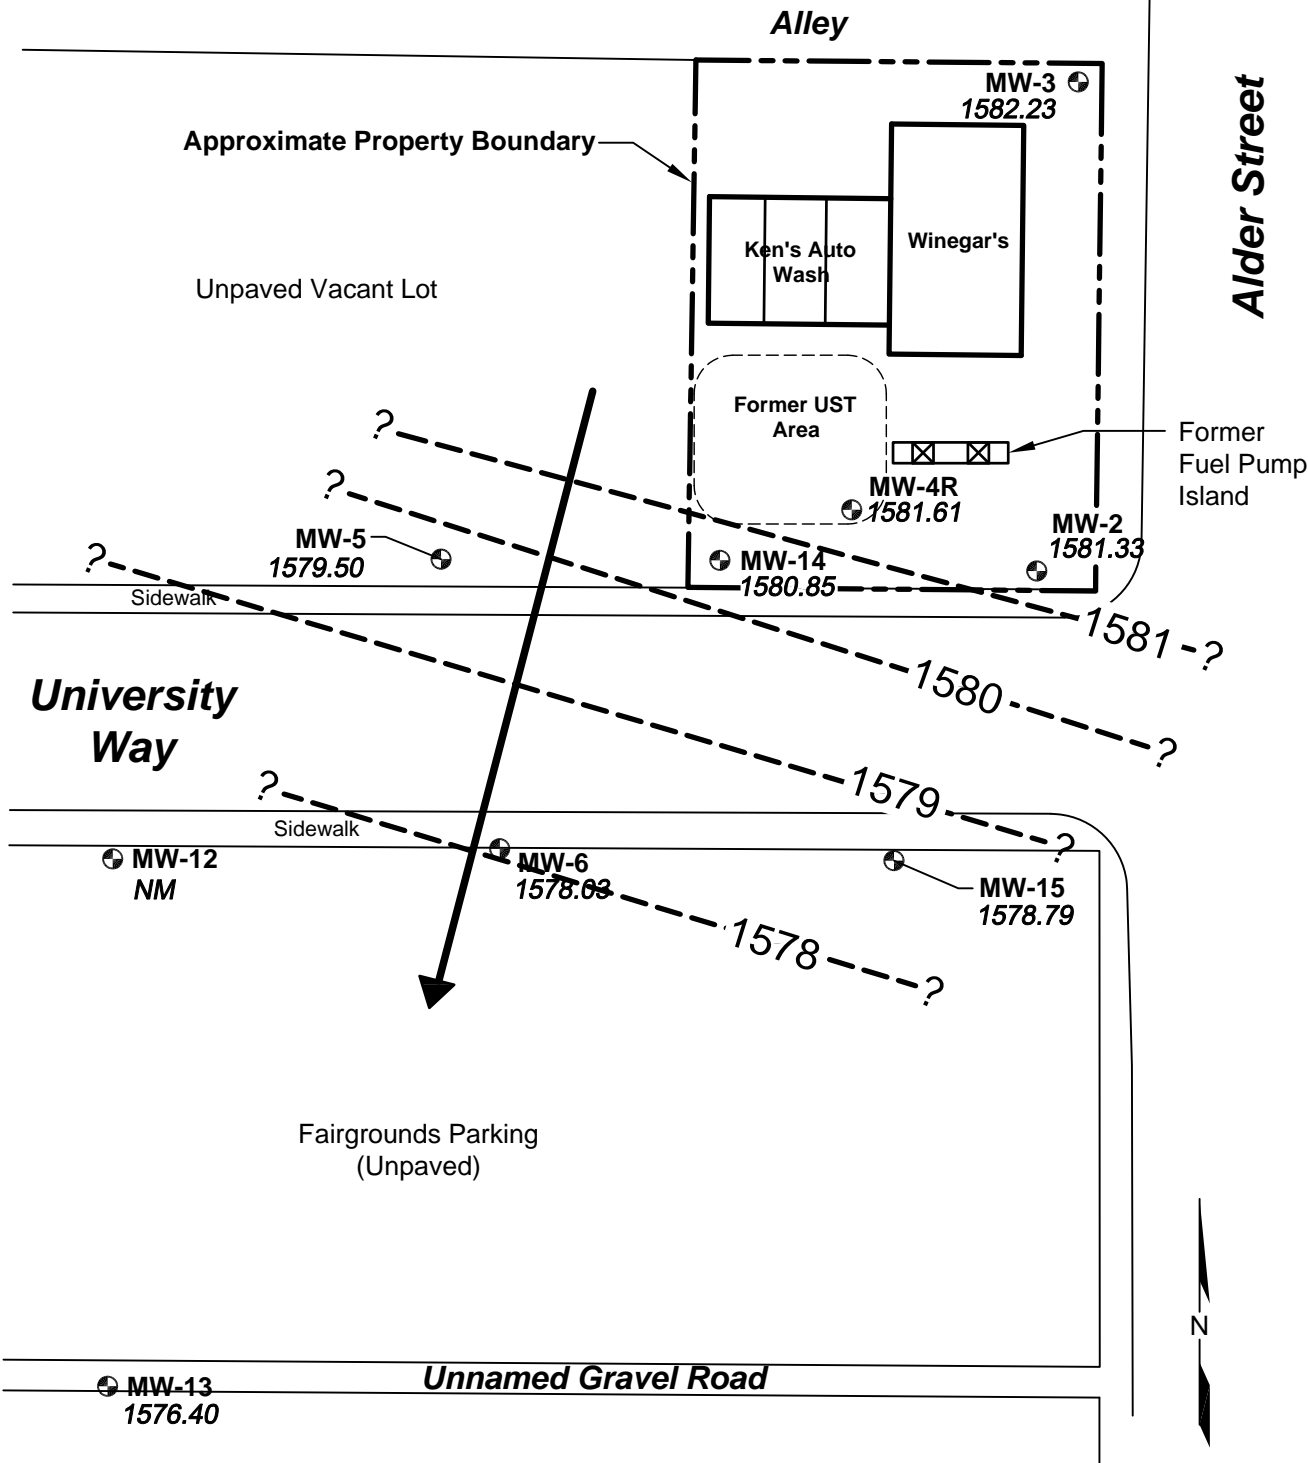 Alley
MW-3
1582.23
Alder Street
Approximate Property Boundary
Ken's Auto
Wash
Winegar's
Unpaved Vacant Lot
Former UST
Area
Former
Fuel Pump
Island
?
?
MW-4R
1581.61
MW-2
1581.33
MW-5
1579.50
?
MW-14
1580.85
Sidewalk
1581
?
1580
?
University
Way
1579
?
?
Sidewalk
MW-12
NM
MW-6
1578.03
MW-15
1578.79
1578
?
Fairgrounds Parking
(Unpaved)
N
Unnamed Gravel Road
MW-13
1576.40